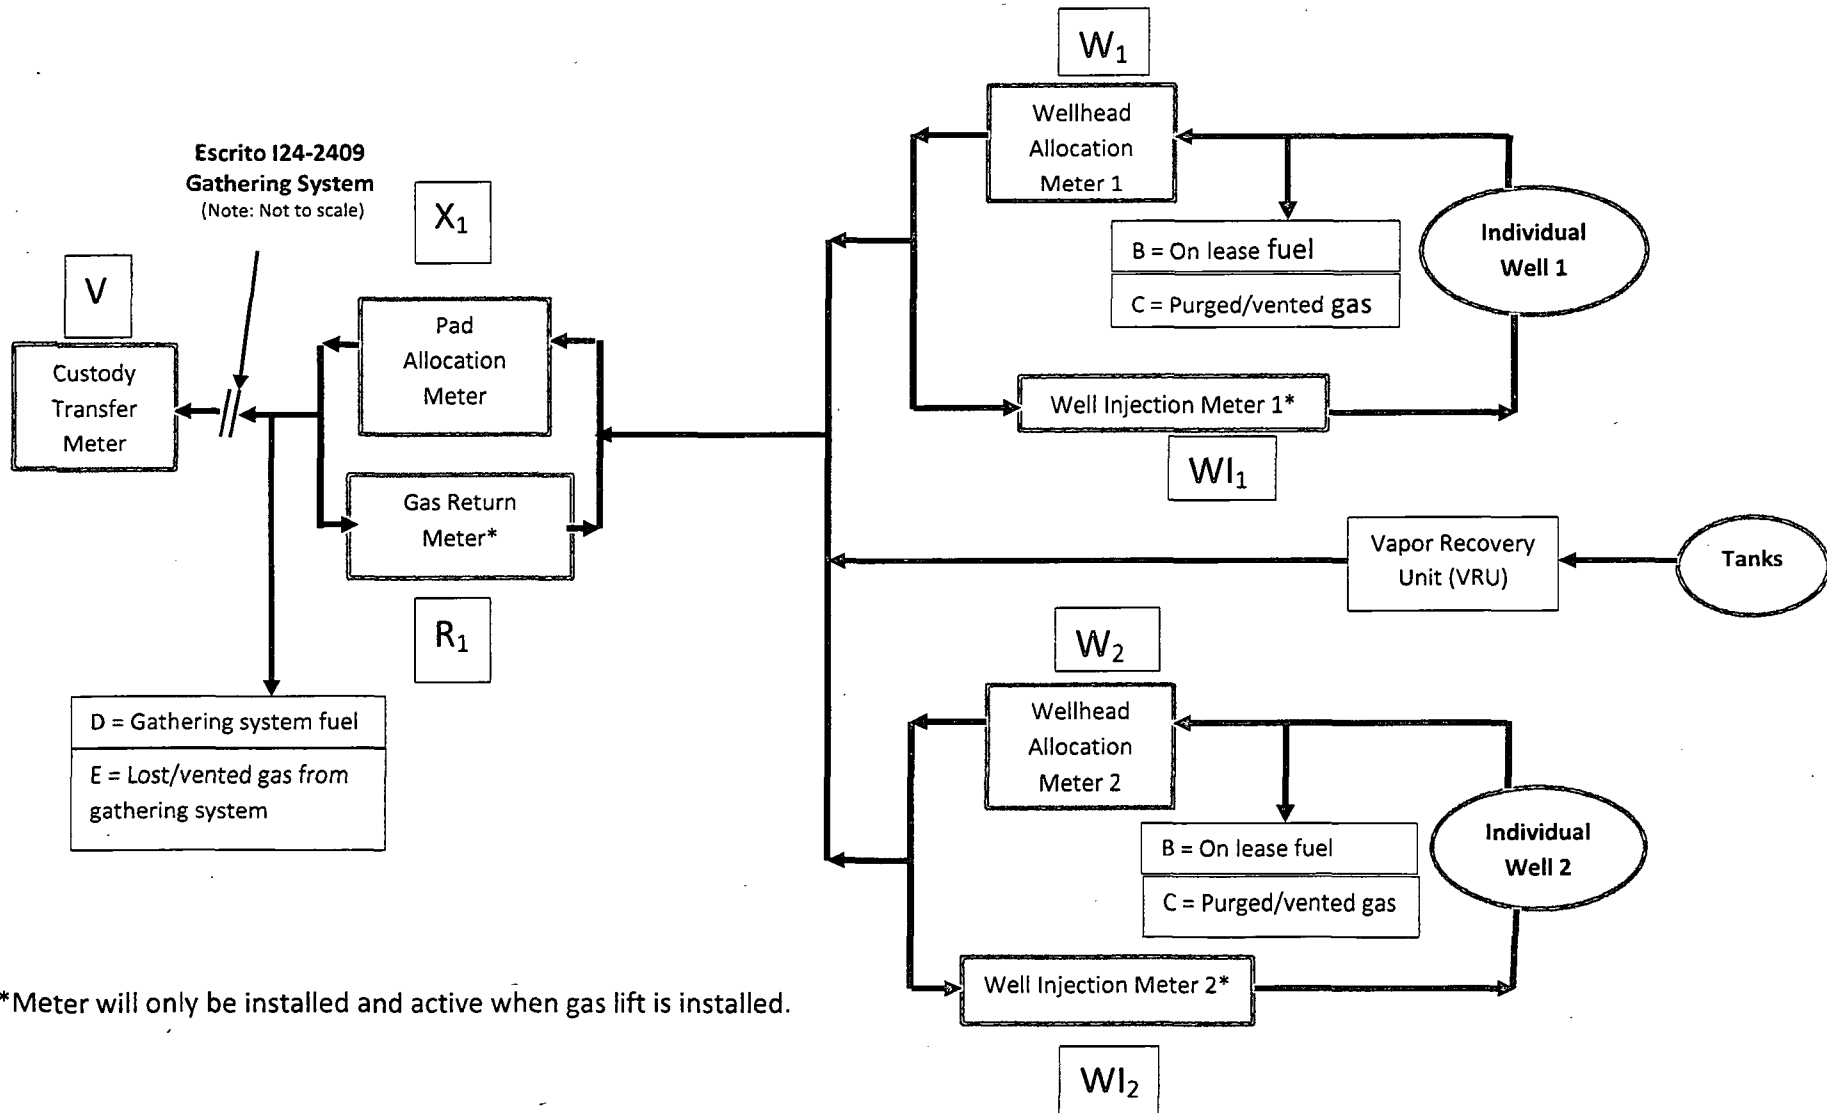 W₁
Wellhead
Allocation
Meter 1
Escrito I24-2409
Gathering System
(Note: Not to scale)
X₁
B = On lease fuel
C = Purged/vented gas
Individual
Well 1
V
Custody
Transfer
Meter
Pad
Allocation
Meter
Well Injection Meter 1*
WI₁
Gas Return
Meter*
R₁
Vapor Recovery
Unit (VRU)
Tanks
W₂
D = Gathering system fuel
E = Lost/vented gas from
gathering system
Wellhead
Allocation
Meter 2
B = On lease fuel
C = Purged/vented gas
Individual
Well 2
Well Injection Meter 2*
*Meter will only be installed and active when gas lift is installed.
WI₂